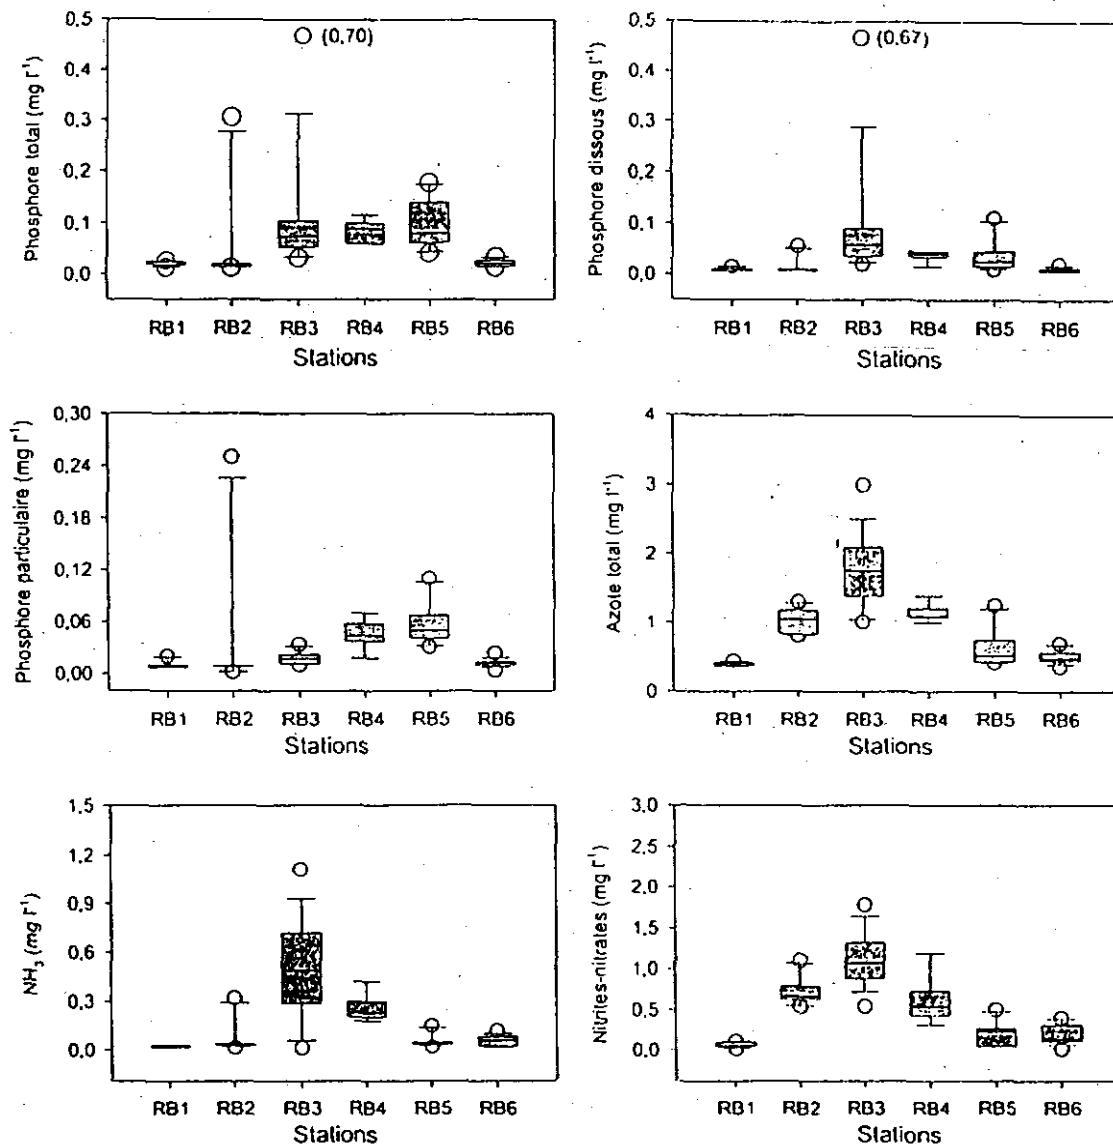 Phosphore total (mg l⁻¹)
0,5
0,4
0,3
0,2
0,1
0,0
(0,70)
RB1 RB2 RB3 RB4 RB5 RB6
Stations
Phosphore dissous (mg l⁻¹)
0,5
0,4
0,3
0,2
0,1
0,0
(0,67)
RB1 RB2 RB3 RB4 RB5 RB6
Stations
Phosphore particulaire (mg l⁻¹)
0,30
0,24
0,18
0,12
0,06
0,00
RB1 RB2 RB3 RB4 RB5 RB6
Stations
Azote total (mg l⁻¹)
4
3
2
1
0
RB1 RB2 RB3 RB4 RB5 RB6
Stations
NH₃ (mg l⁻¹)
1,5
1,2
0,9
0,6
0,3
0,0
RB1 RB2 RB3 RB4 RB5 RB6
Stations
Nitrites-nitrates (mg l⁻¹)
3,0
2,5
2,0
1,5
1,0
0,5
0,0
RB1 RB2 RB3 RB4 RB5 RB6
Stations